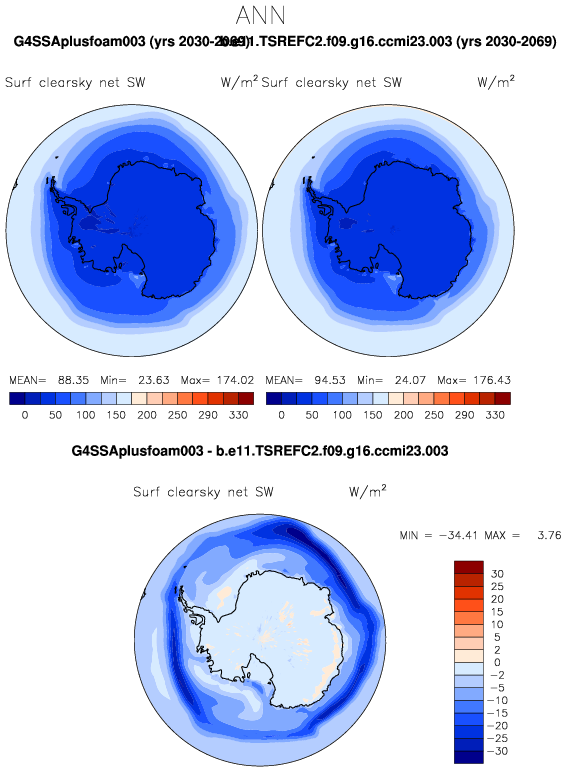 ANN
G4SSAplusfoam003 (yrs 2030-2069)
b.e11.TSREFC2.f09.g16.ccmi23.003 (yrs 2030-2069)
Surf clearsky net SW W/m² Surf clearsky net SW W/m²
MEAN= 88.35 Min= 23.63 Max= 174.02 MEAN= 94.53 Min= 24.07 Max= 176.43
0 50 100 150 200 250 290 330 0 50 100 150 200 250 290 330
G4SSAplusfoam003 - b.e11.TSREFC2.f09.g16.ccmi23.003
Surf clearsky net SW W/m²
MIN = -34.41 MAX = 3.76
30
25
20
15
10
5
2
0
-2
-5
-10
-15
-20
-25
-30